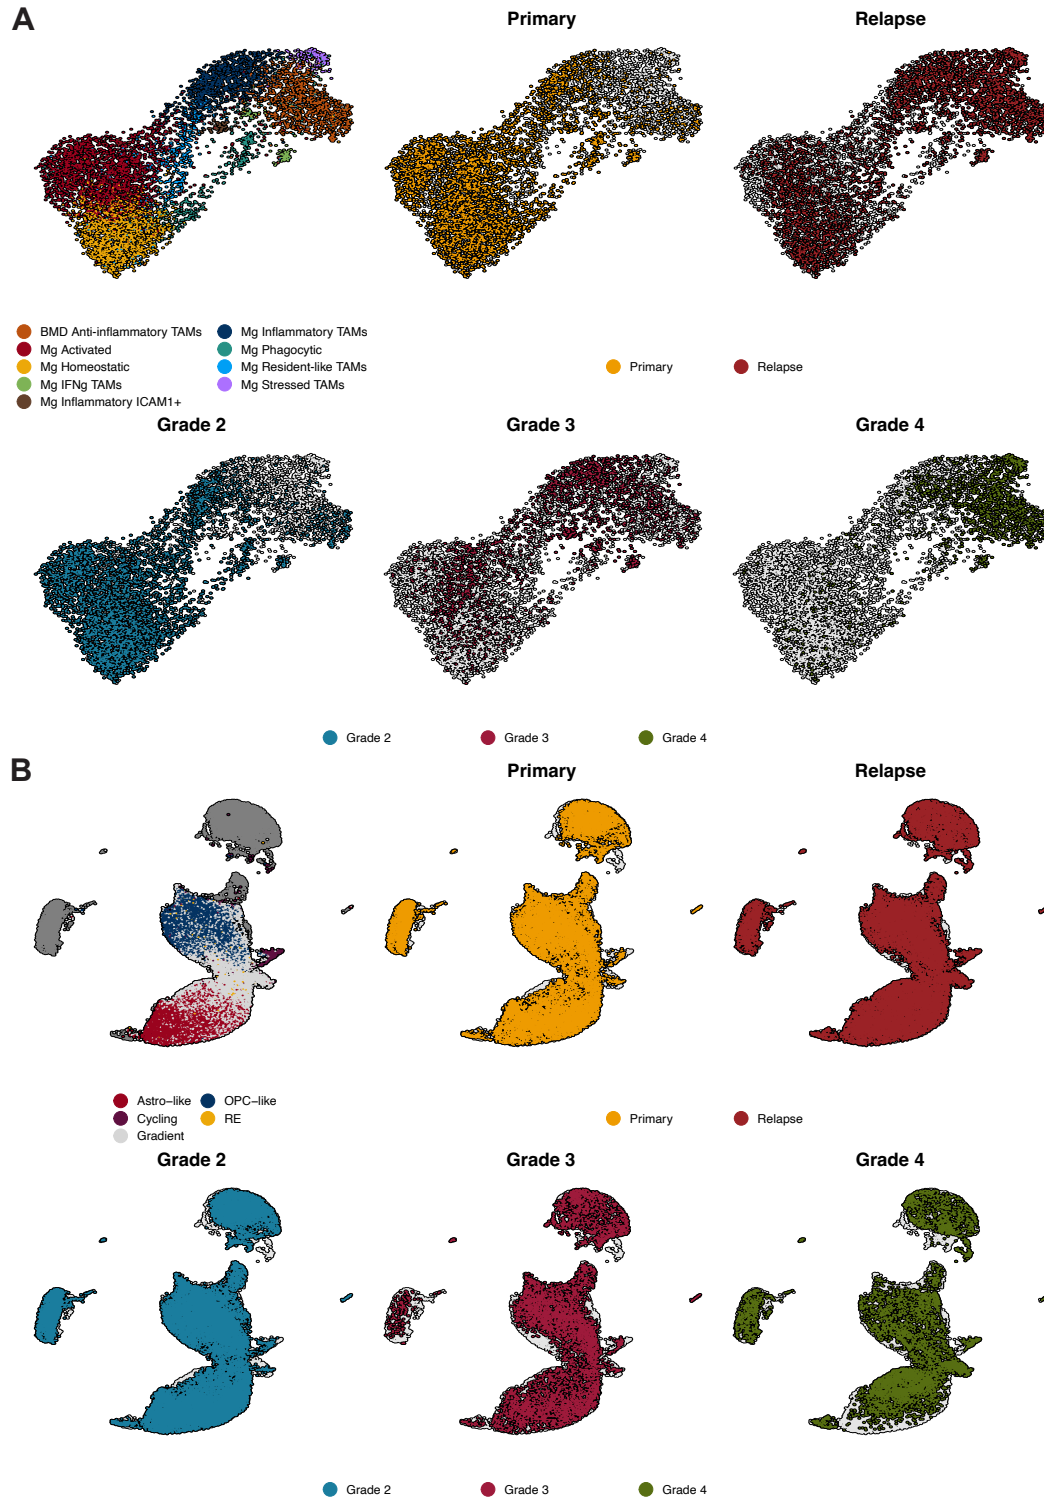 A
Primary
Relapse
BMD Anti-inflammatory TAMs
Mg Inflammatory TAMs
Mg Activated
Mg Phagocytic
Mg Homeostatic
Mg Resident-like TAMs
Mg IFNg TAMs
Mg Stressed TAMs
Mg Inflammatory ICAM1+
Primary
Relapse
Grade 2
Grade 3
Grade 4
Grade 2
Grade 3
Grade 4
B
Primary
Relapse
Astro−like
OPC−like
Cycling
RE
Gradient
Primary
Relapse
Grade 2
Grade 3
Grade 4
Grade 2
Grade 3
Grade 4